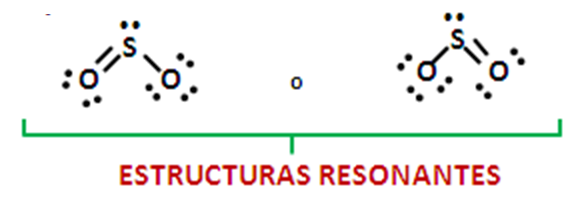 S S
O O o O O
ESTRUCTURAS RESONANTES